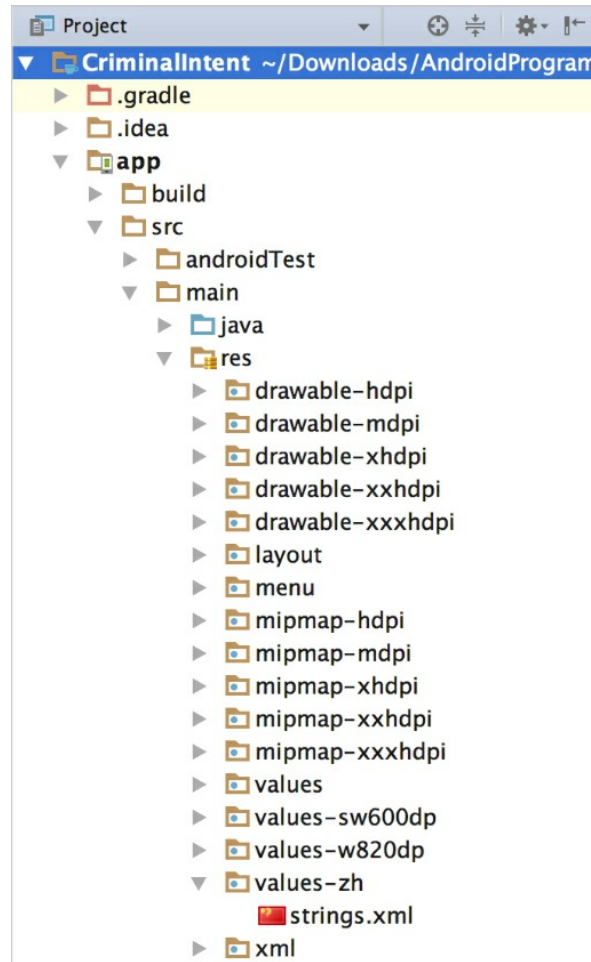 Project
CriminalIntent ~/Downloads/AndroidProgram
.gradle
.idea
app
build
src
androidTest
main
java
res
drawable-hdpi
drawable-mdpi
drawable-xhdpi
drawable-xxhdpi
drawable-xxxhdpi
layout
menu
mipmap-hdpi
mipmap-mdpi
mipmap-xhdpi
mipmap-xxhdpi
mipmap-xxxhdpi
values
values-sw600dp
values-w820dp
values-zh
strings.xml
xml